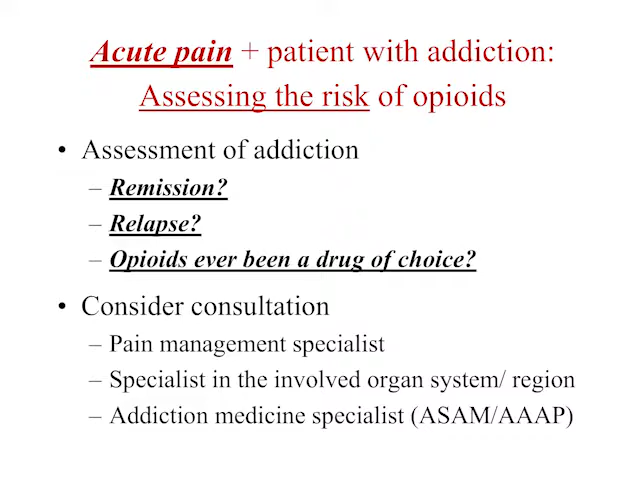 Acute pain + patient with addiction:
Assessing the risk of opioids
• Assessment of addiction
– Remission?
– Relapse?
– Opioids ever been a drug of choice?
• Consider consultation
– Pain management specialist
– Specialist in the involved organ system/ region
– Addiction medicine specialist (ASAM/AAAP)